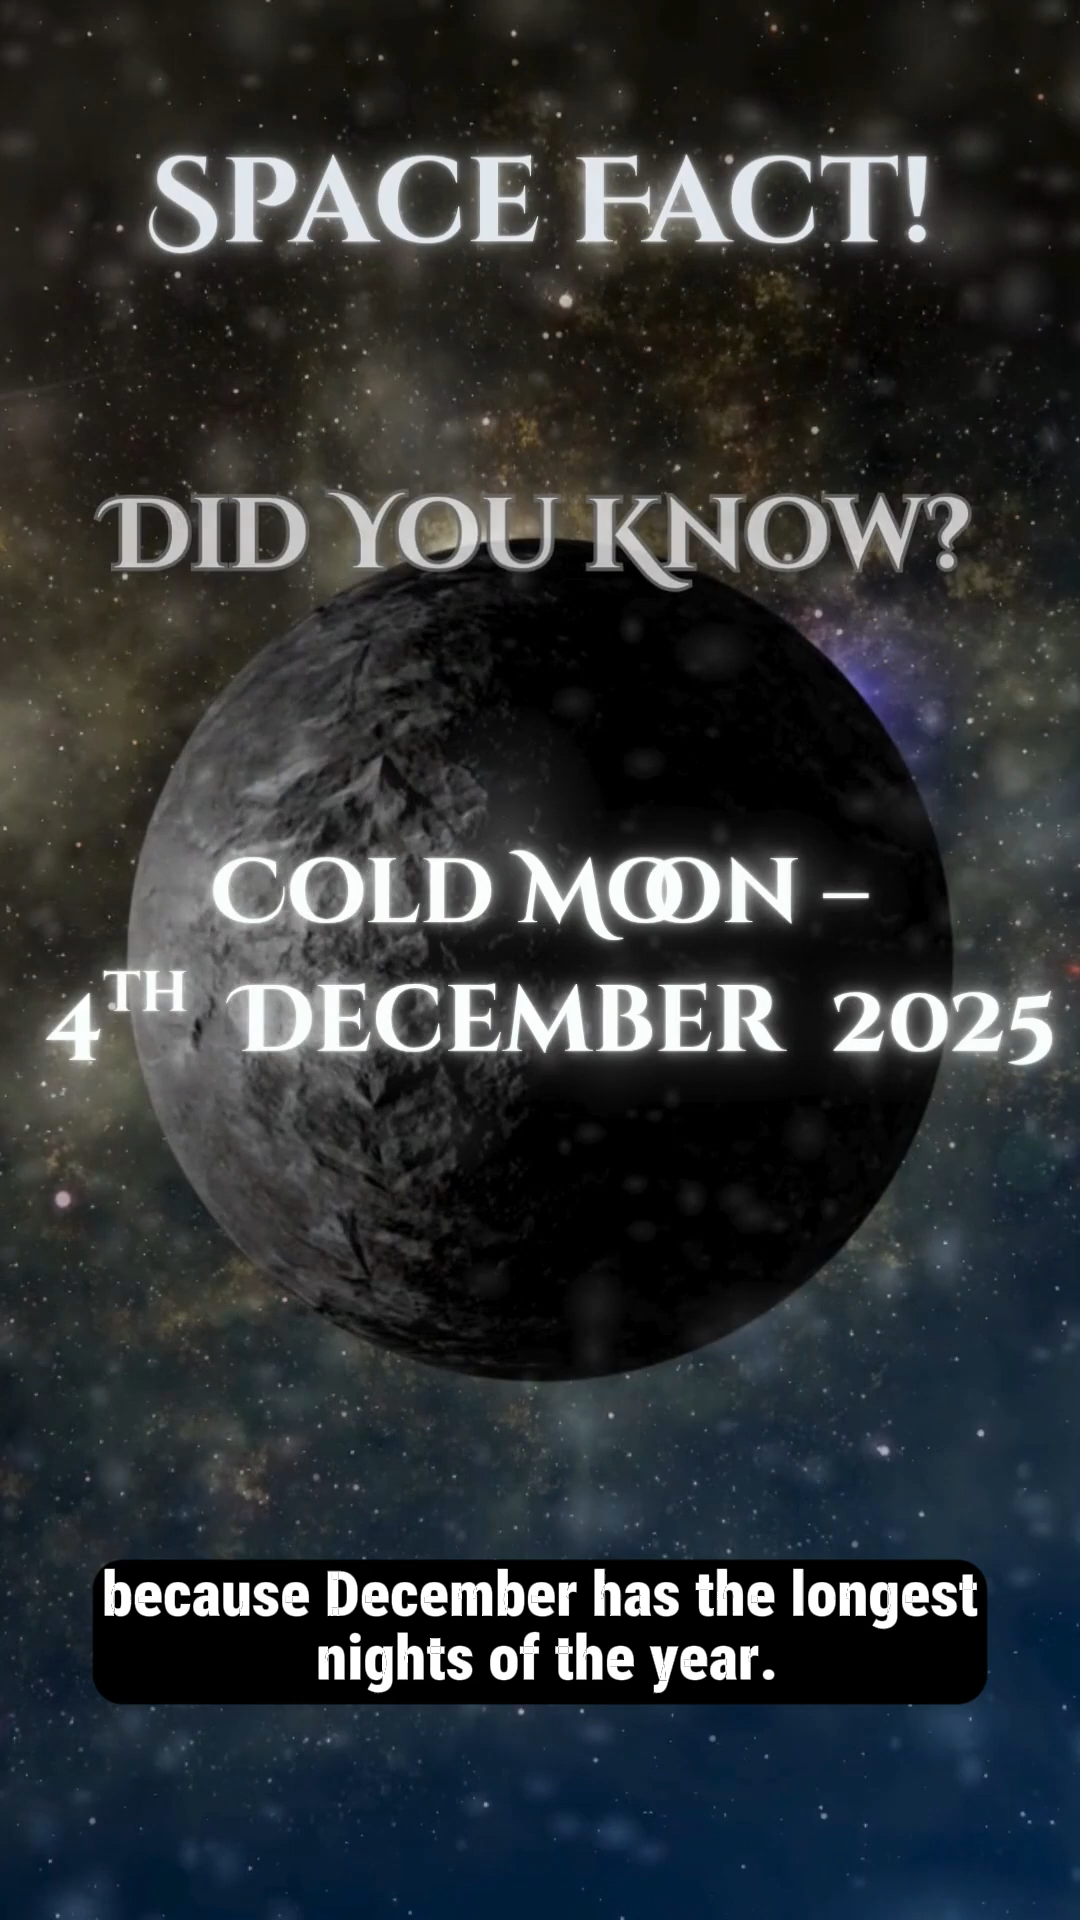 Space Fact!
Did You Know?
Cold Moon –
4th December 2025
because December has the longest
nights of the year.